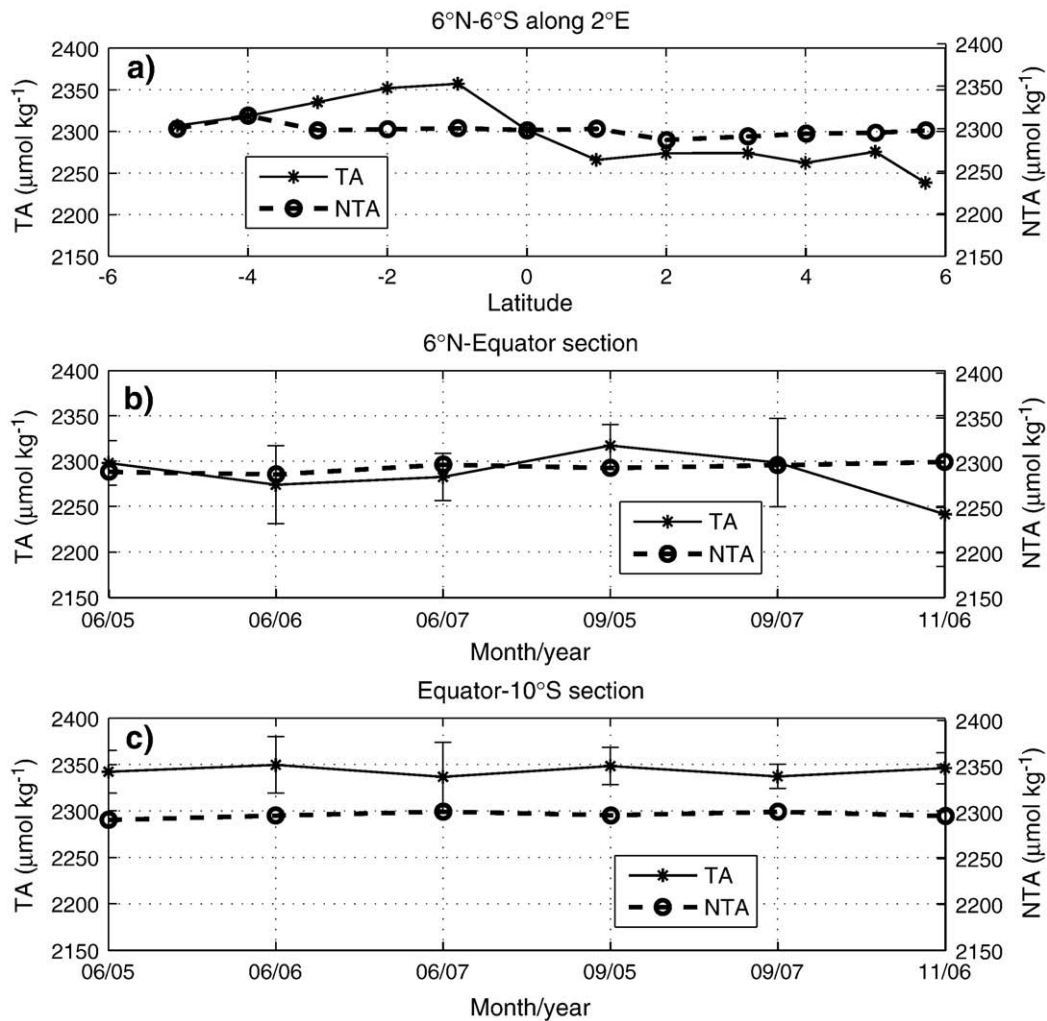 6°N-6°S along 2°E
a)
TA (μmol kg⁻¹)
2400
2350
2300
2250
2200
2150
TA
NTA
2400
2350
2300
2250
2200
2150
NTA (μmol kg⁻¹)
-6 -4 -2 0 2 4 6
Latitude
6°N-Equator section
b)
TA (μmol kg⁻¹)
2400
2350
2300
2250
2200
2150
TA
NTA
2400
2350
2300
2250
2200
2150
NTA (μmol kg⁻¹)
06/05 06/06 06/07 09/05 09/07 11/06
Month/year
Equator-10°S section
c)
TA (μmol kg⁻¹)
2400
2350
2300
2250
2200
2150
TA
NTA
2400
2350
2300
2250
2200
2150
NTA (μmol kg⁻¹)
06/05 06/06 06/07 09/05 09/07 11/06
Month/year